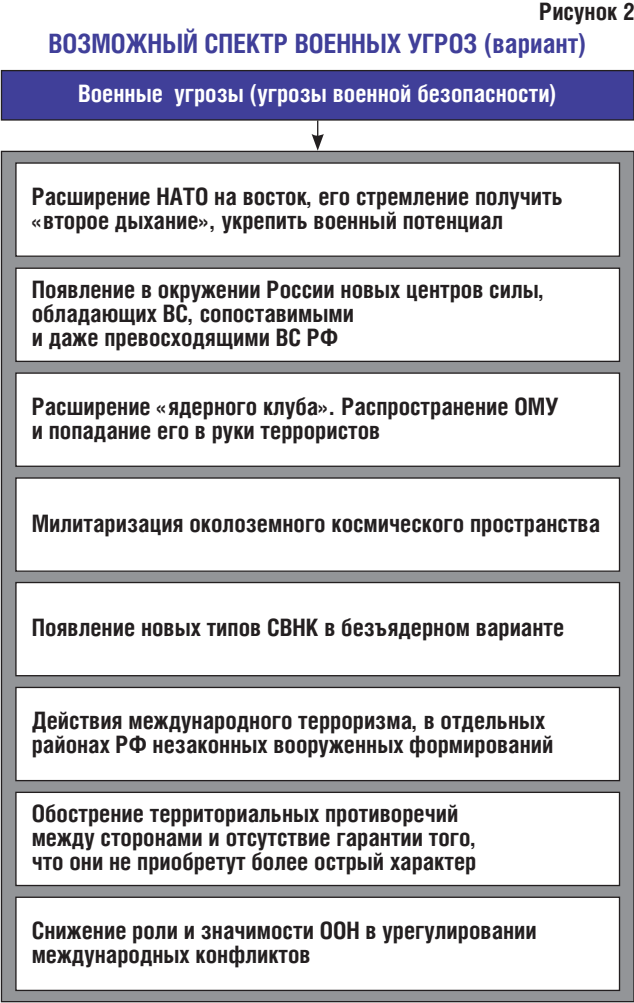 Рисунок 2
ВОЗМОЖНЫЙ СПЕКТР ВОЕННЫХ УГРОЗ (вариант)
Военные угрозы (угрозы военной безопасности)
Расширение НАТО на восток, его стремление получить
«второе дыхание», укрепить военный потенциал
Появление в окружении России новых центров силы,
обладающих ВС, сопоставимыми
и даже превосходящими ВС РФ
Расширение «ядерного клуба». Распространение ОМУ
и попадание его в руки террористов
Милитаризация околоземного космического пространства
Появление новых типов СВНК в безъядерном варианте
Действия международного терроризма, в отдельных
районах РФ незаконных вооруженных формирований
Обострение территориальных противоречий
между сторонами и отсутствие гарантии того,
что они не приобретут более острый характер
Снижение роли и значимости ООН в урегулировании
международных конфликтов